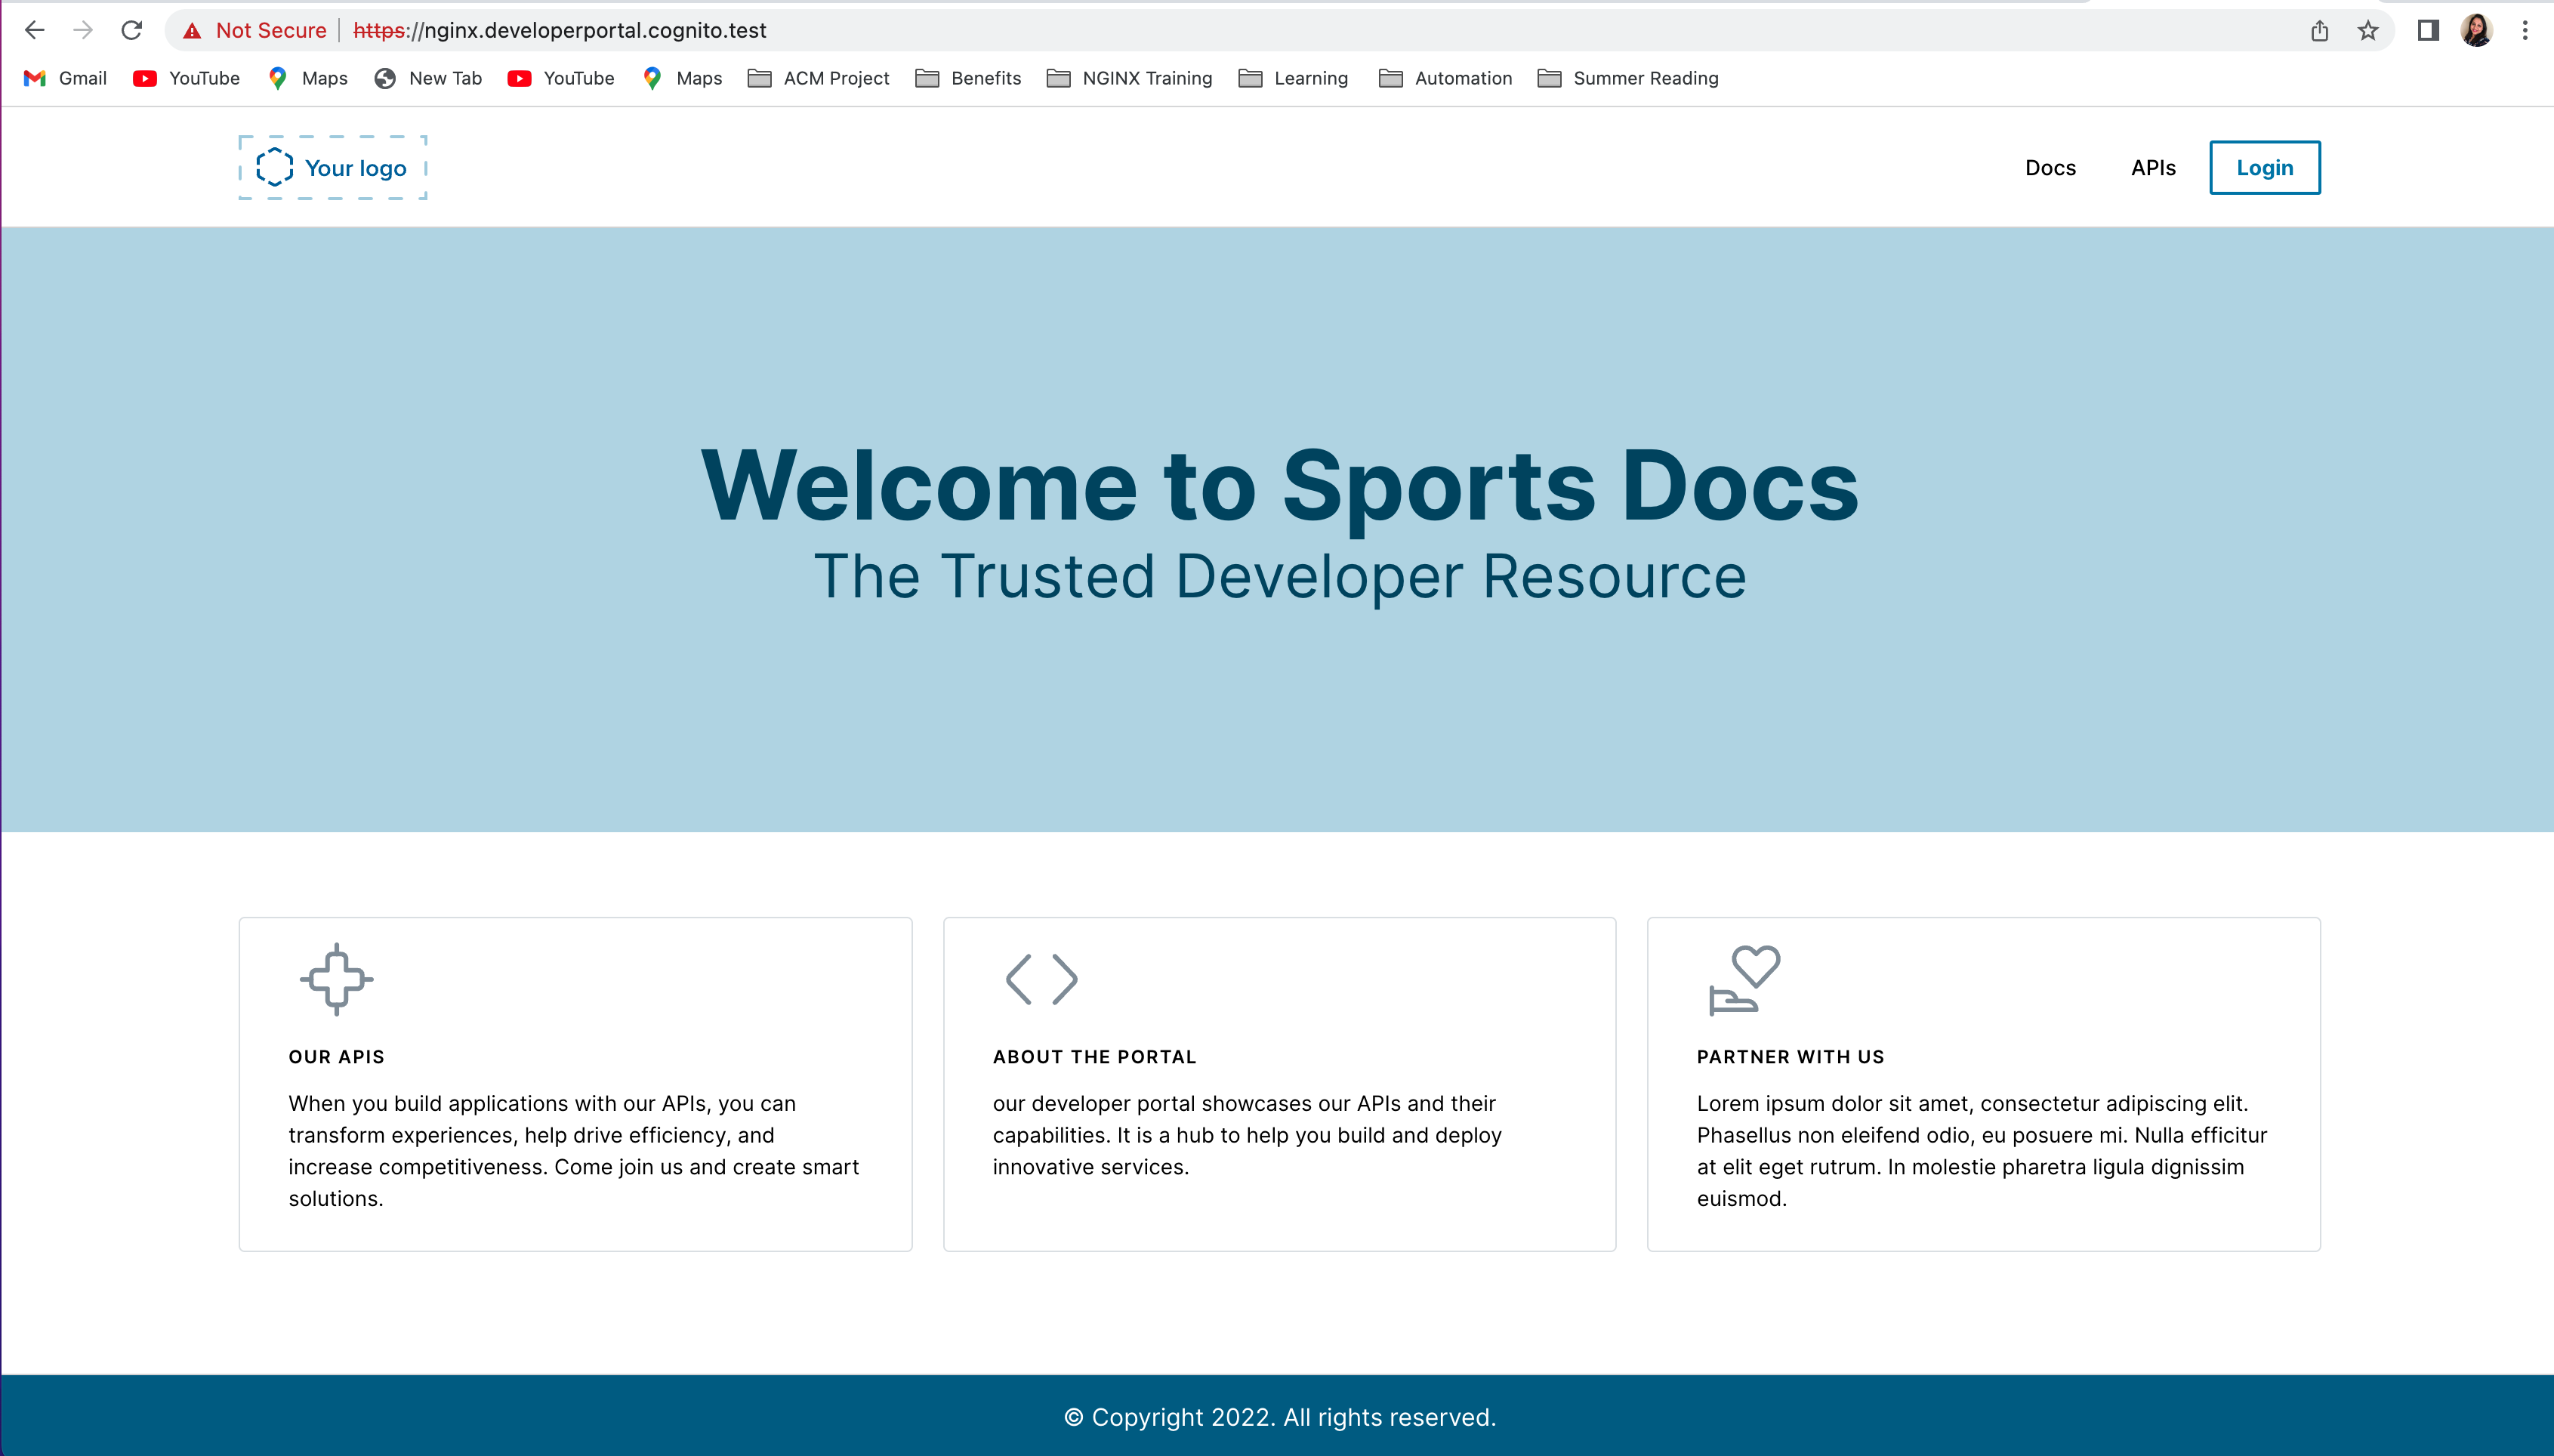 Not Secure | https://nginx.developerportal.cognito.test
Gmail YouTube Maps New Tab YouTube Maps ACM Project Benefits NGINX Training Learning Automation Summer Reading
Your logo Docs APIs Login
Welcome to Sports Docs
The Trusted Developer Resource
OUR APIS
When you build applications with our APIs, you can
transform experiences, help drive efficiency, and
increase competitiveness. Come join us and create smart
solutions.
ABOUT THE PORTAL
our developer portal showcases our APIs and their
capabilities. It is a hub to help you build and deploy
innovative services.
PARTNER WITH US
Lorem ipsum dolor sit amet, consectetur adipiscing elit.
Phasellus non eleifend odio, eu posuere mi. Nulla efficitur
at elit eget rutrum. In molestie pharetra ligula dignissim
euismod.
© Copyright 2022. All rights reserved.